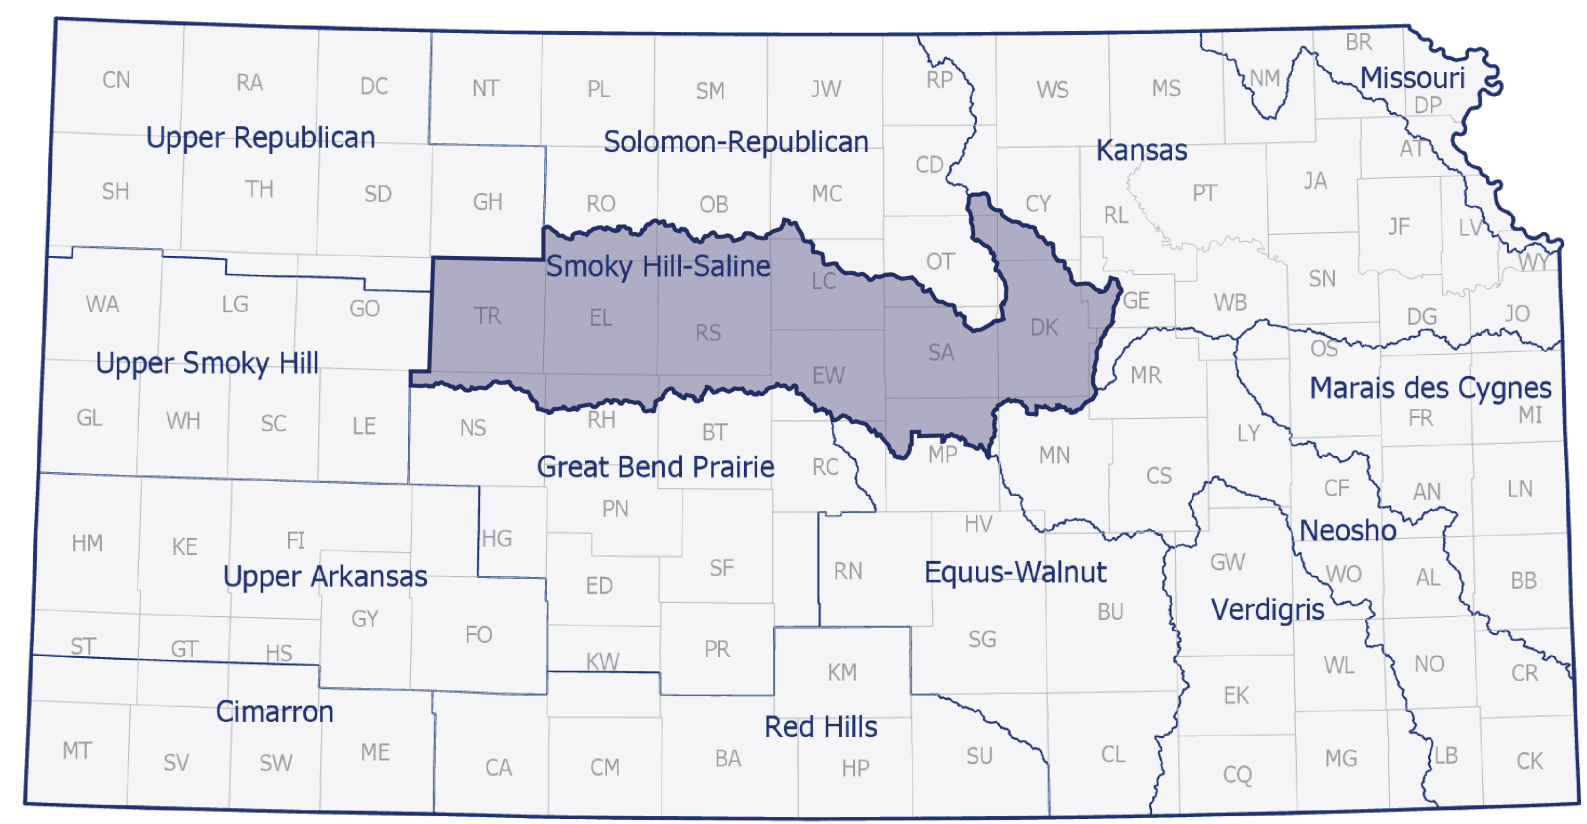 BR
CN RA DC NT PL SM JW RP WS MS NM Missouri
DP
Upper Republican Solomon-Republican Kansas AT
SH TH SD GH RO OB MC CD CY RL PT JA JF LV
Smoky Hill-Saline OT WY
WA LG GO TR EL RS LC SA DK GE WB SN DG JO
Upper Smoky Hill EW MR OS Marais des Cygnes
GL WH SC LE NS RH BT MP MN LY FR MI
Great Bend Prairie RC CS CF AN LN
HM KE FI HG PN HV Neosho
Upper Arkansas ED SF RN Equus-Walnut GW WO AL BB
GY FO BU Verdigris
ST GT HS KW PR KM SG WL NO CR
Cimarron Red Hills EK
MT SV SW ME CA CM BA HP SU CL CQ MG LB CK